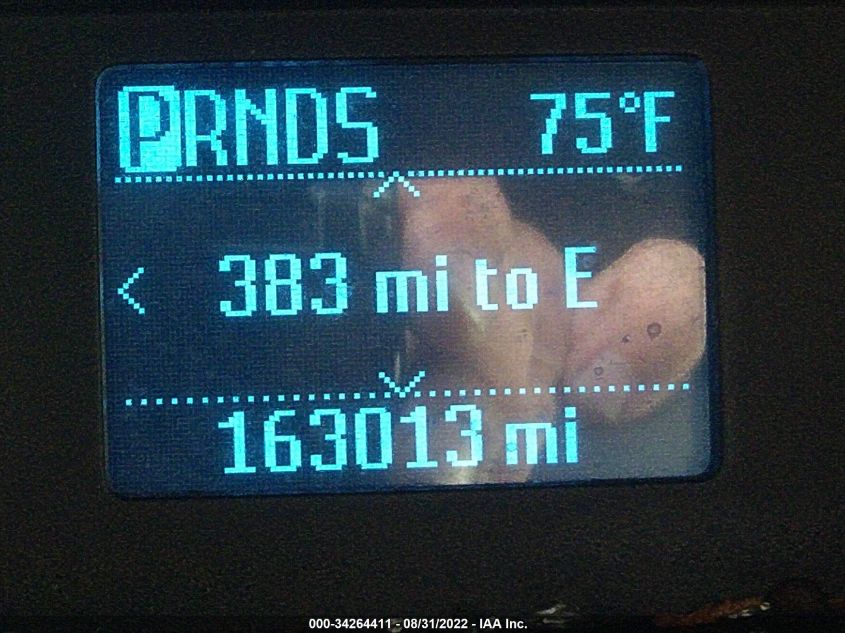 PRNDS 75°F
383 mi to E
163013 mi
000-34264411 - 08/31/2022 - IAA Inc.